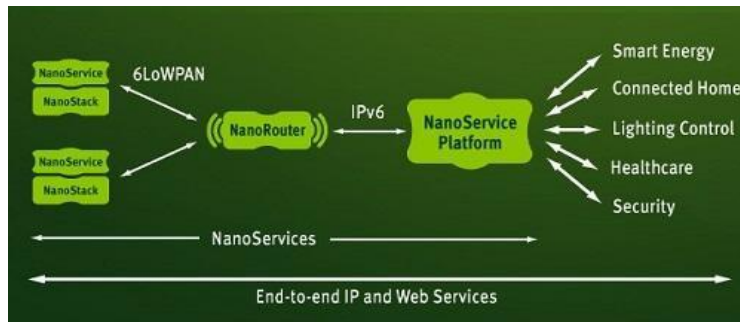 NanoService
NanoStack
NanoService
NanoStack
6LoWPAN
NanoRouter
IPv6
NanoService
Platform
Smart Energy
Connected Home
Lighting Control
Healthcare
Security
NanoServices
End-to-end IP and Web Services